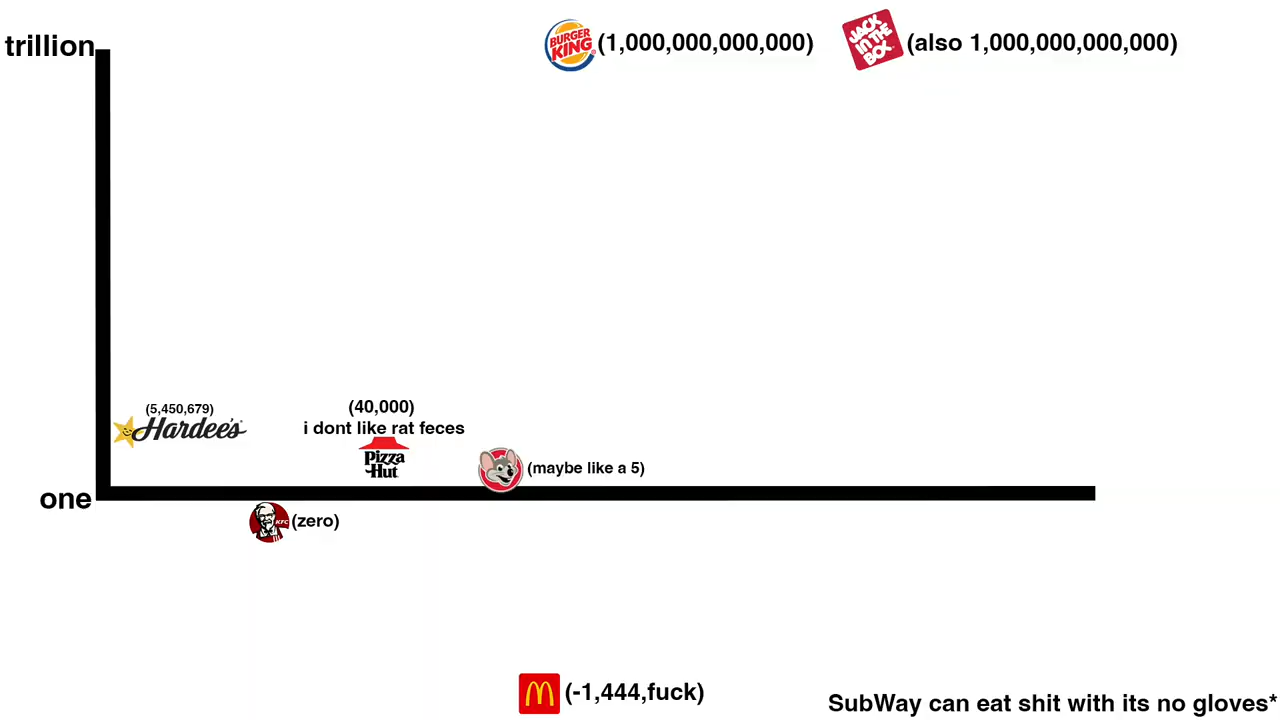 trillion
BURGER
KING
(1,000,000,000,000)
JACK
IN THE
BOX
(also 1,000,000,000,000)
(5,450,679)
Hardee's
(40,000)
i dont like rat feces
Pizza
Hut
(maybe like a 5)
one
KFC
(zero)
(-1,444,fuck)
SubWay can eat shit with its no gloves*